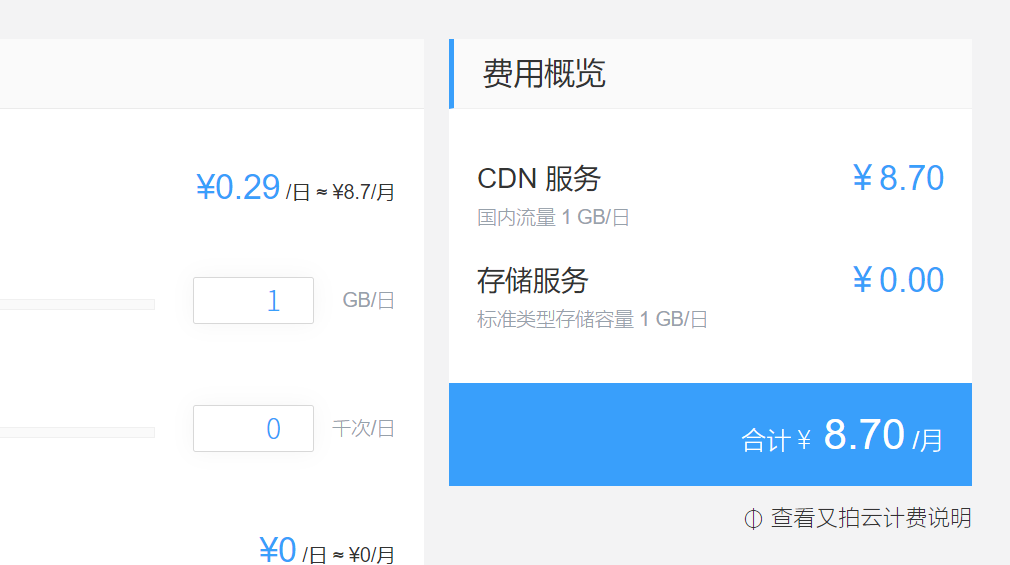 费用概览
¥0.29 /日 ≈ ¥8.7/月
1 GB/日
0 千次/日
¥0 /日 ≈ ¥0/月
CDN 服务 ¥ 8.70
国内流量 1 GB/日
存储服务 ¥ 0.00
标准类型存储容量 1 GB/日
合计 ¥ 8.70 /月
查看又拍云计费说明